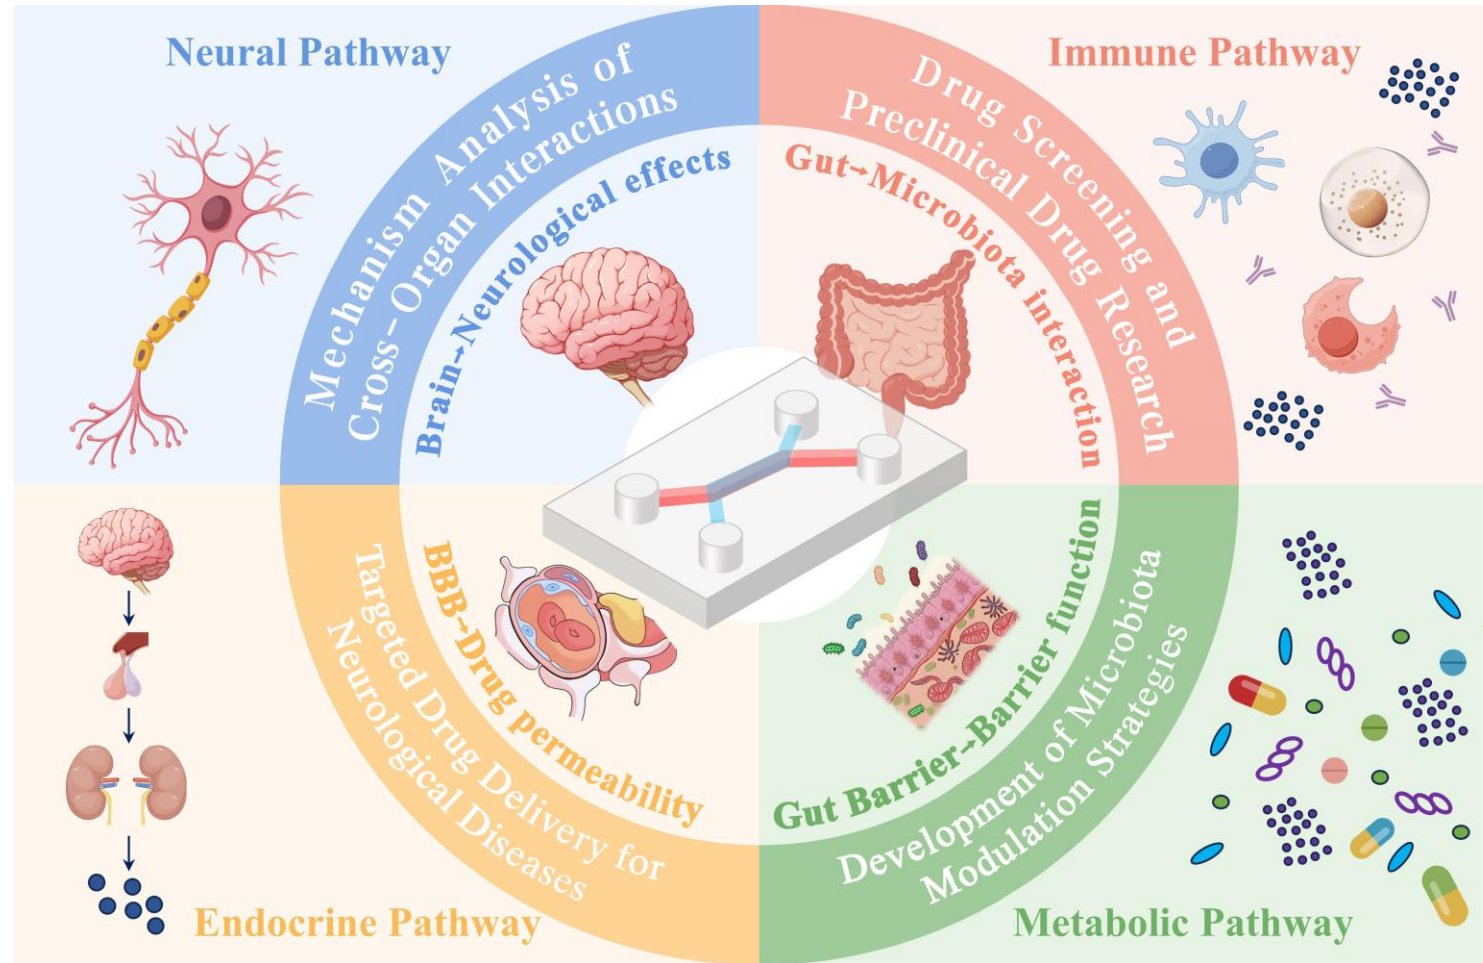 Neural Pathway
Mechanism Analysis of
Cross-Organ Interactions
Brain→Neurological effects
Immune Pathway
Drug Screening and
Preclinical Drug Research
Gut→Microbiota interaction
Targeted Drug Delivery for
Neurological Diseases
BBB→Drug permeability
Endocrine Pathway
Gut Barrier→Barrier function
Development of Microbiota
Modulation Strategies
Metabolic Pathway